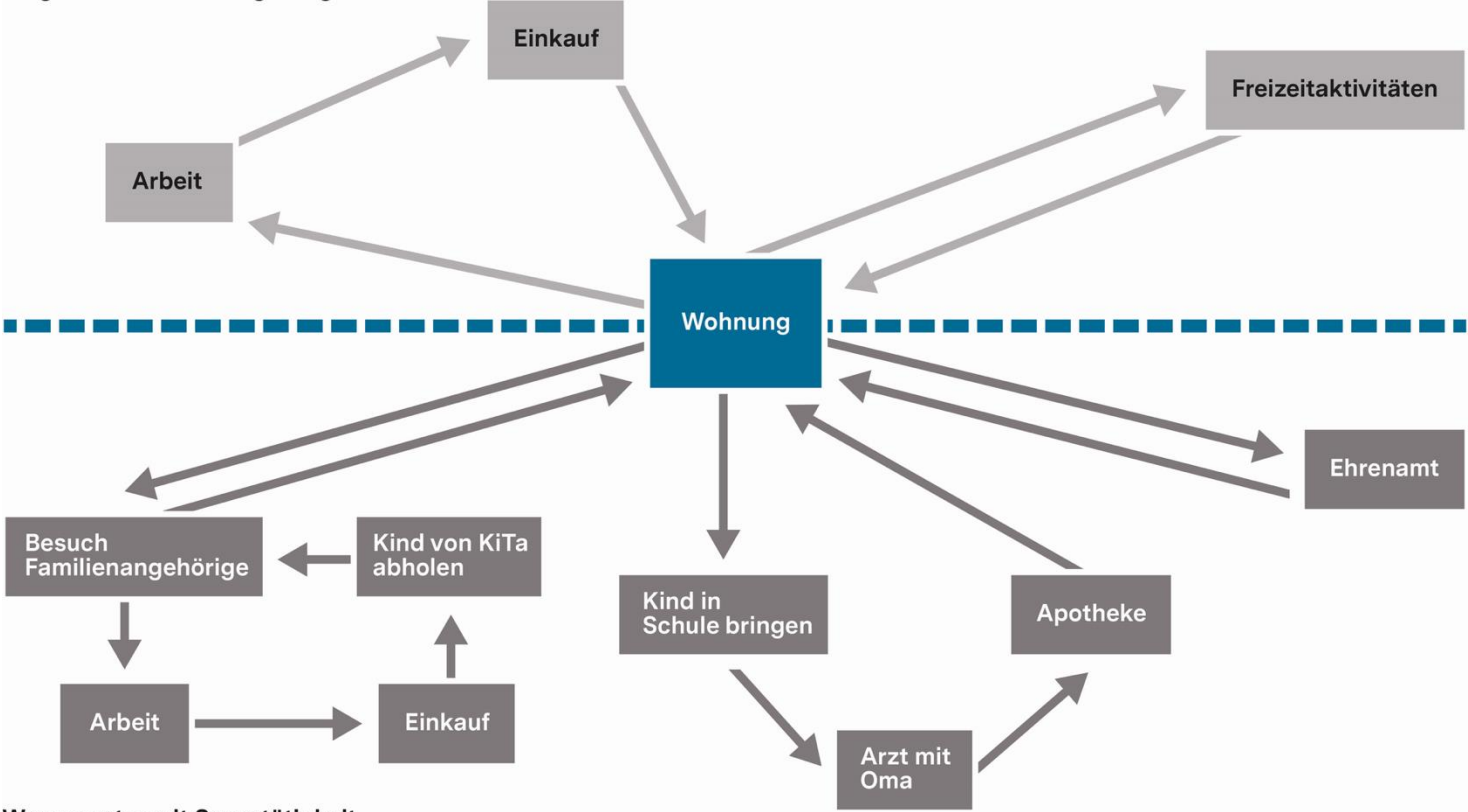 Einkauf
Freizeitaktivitäten
Arbeit
Wohnung
Ehrenamt
Besuch
Familienangehörige
Kind von KiTa
abholen
Kind in
Schule bringen
Apotheke
Arbeit
Einkauf
Arzt mit
Oma